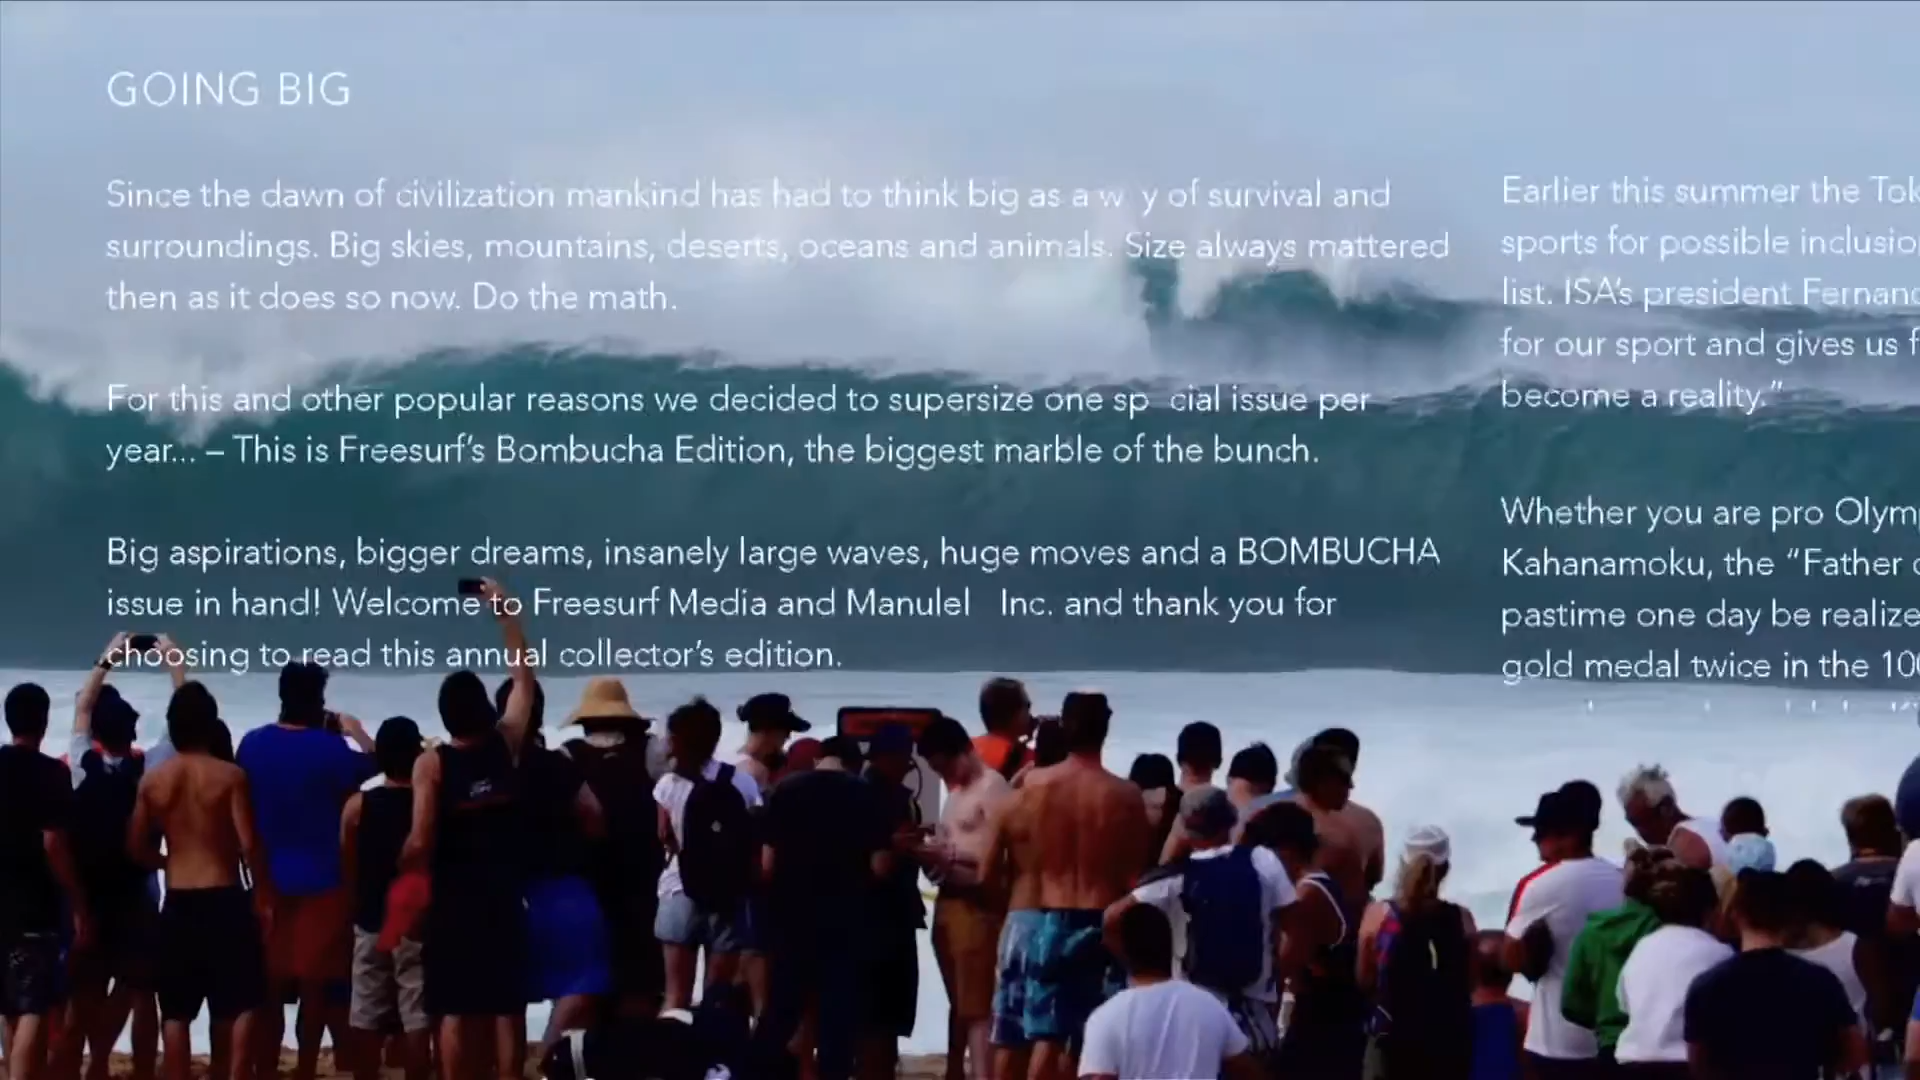 GOING BIG
Since the dawn of civilization mankind has had to think big as a w y of survival and
surroundings. Big skies, mountains, deserts, oceans and animals. Size always mattered
then as it does so now. Do the math.
For this and other popular reasons we decided to supersize one sp cial issue per
year... – This is Freesurf’s Bombucha Edition, the biggest marble of the bunch.
Big aspirations, bigger dreams, insanely large waves, huge moves and a BOMBUCHA
issue in hand! Welcome to Freesurf Media and Manulel Inc. and thank you for
choosing to read this annual collector’s edition.
Earlier this summer the Tok
sports for possible inclusio
list. ISA’s president Fernand
for our sport and gives us f
become a reality.”
Whether you are pro Olymp
Kahanamoku, the “Father o
pastime one day be realize
gold medal twice in the 100